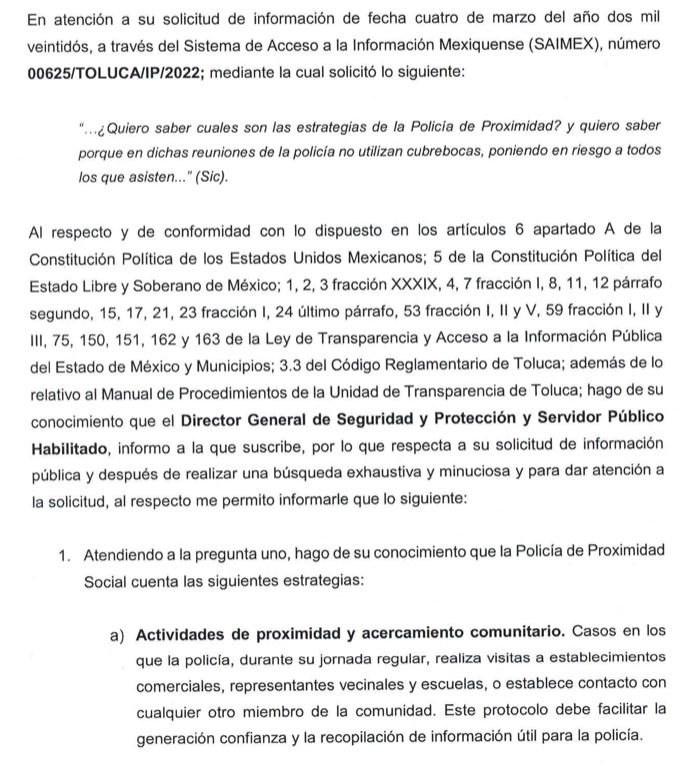 En atención a su solicitud de información de fecha cuatro de marzo del año dos mil
veintidós, a través del Sistema de Acceso a la Información Mexiquense (SAIMEX), número
00625/TOLUCA/IP/2022; mediante la cual solicitó lo siguiente:
"...¿Quiero saber cuales son las estrategias de la Policía de Proximidad? y quiero saber
porque en dichas reuniones de la policía no utilizan cubrebocas, poniendo en riesgo a todos
los que asisten..." (Sic).
Al respecto y de conformidad con lo dispuesto en los artículos 6 apartado A de la
Constitución Política de los Estados Unidos Mexicanos; 5 de la Constitución Política del
Estado Libre y Soberano de México; 1, 2, 3 fracción XXXIX, 4, 7 fracción I, 8, 11, 12 párrafo
segundo, 15, 17, 21, 23 fracción I, 24 último párrafo, 53 fracción I, II y V, 59 fracción I, II y
III, 75, 150, 151, 162 y 163 de la Ley de Transparencia y Acceso a la Información Pública
del Estado de México y Municipios; 3.3 del Código Reglamentario de Toluca; además de lo
relativo al Manual de Procedimientos de la Unidad de Transparencia de Toluca; hago de su
conocimiento que el Director General de Seguridad y Protección y Servidor Público
Habilitado, informo a la que suscribe, por lo que respecta a su solicitud de información
pública y después de realizar una búsqueda exhaustiva y minuciosa y para dar atención a
la solicitud, al respecto me permito informarle que lo siguiente:
1. Atendiendo a la pregunta uno, hago de su conocimiento que la Policía de Proximidad
Social cuenta las siguientes estrategias:
a) Actividades de proximidad y acercamiento comunitario. Casos en los
que la policía, durante su jornada regular, realiza visitas a establecimientos
comerciales, representantes vecinales y escuelas, o establece contacto con
cualquier otro miembro de la comunidad. Este protocolo debe facilitar la
generación confianza y la recopilación de información útil para la policía.